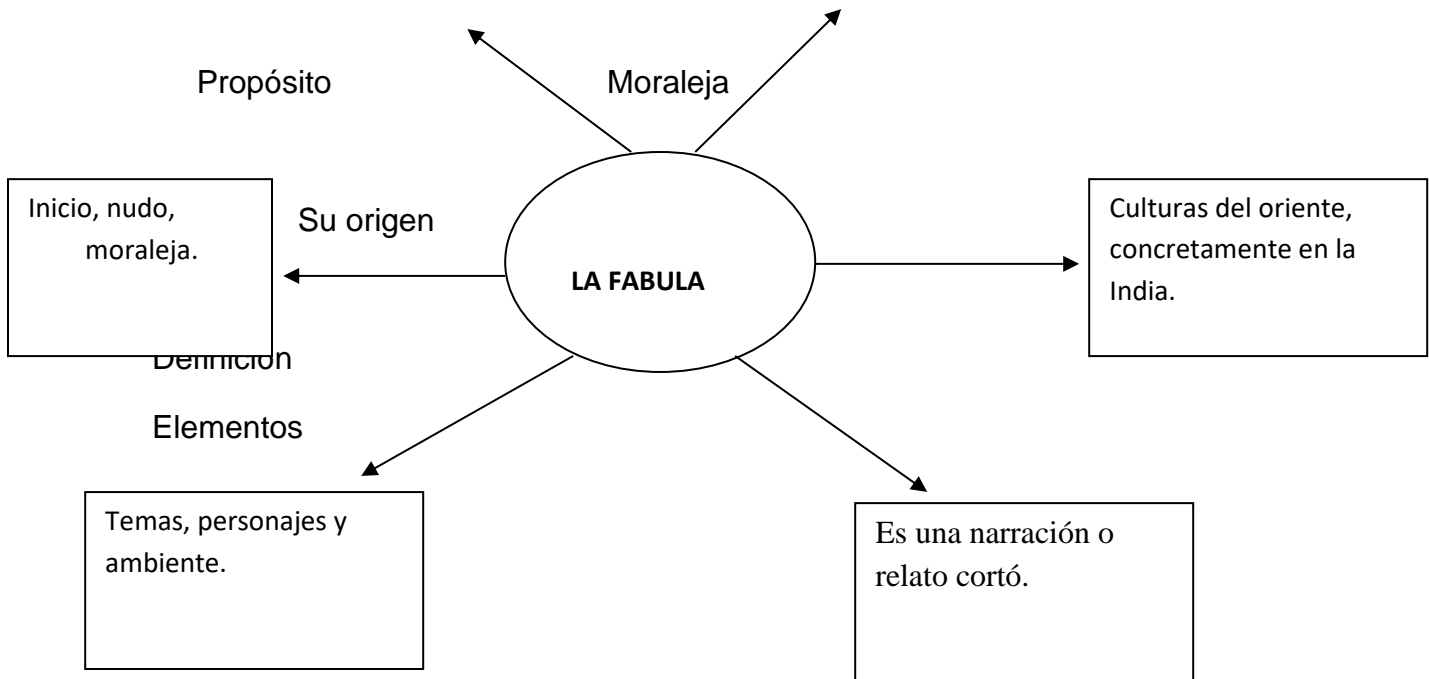 Propósito
Moraleja
Inicio, nudo,
moraleja.
Su origen
LA FABULA
Culturas del oriente,
concretamente en la
India.
Definición
Elementos
Temas, personajes y
ambiente.
Es una narración o
relato cortó.